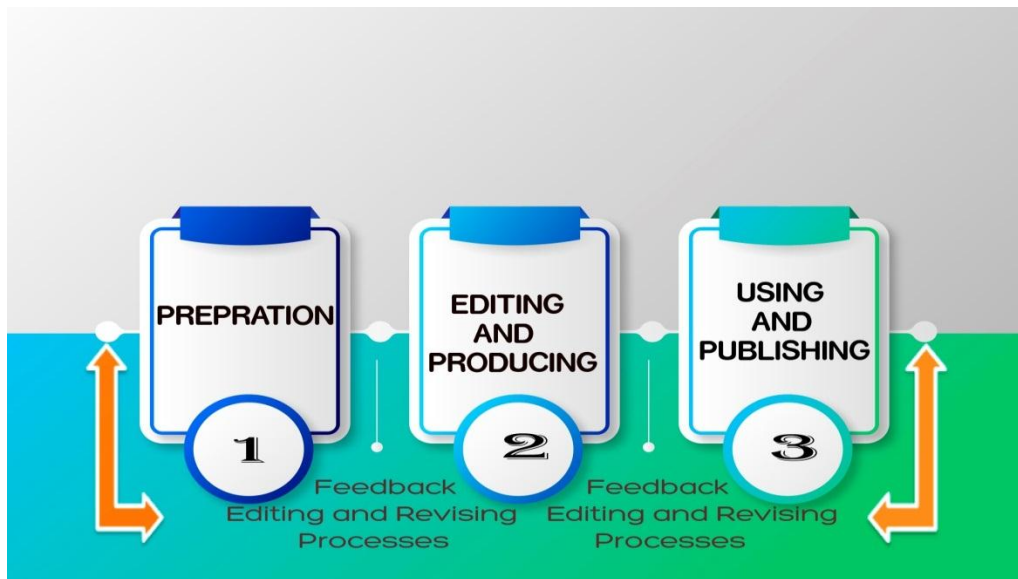 PREPRATION
EDITING
AND
PRODUCING
USING
AND
PUBLISHING
1
2
3
Feedback
Editing and Revising
Processes
Feedback
Editing and Revising
Processes